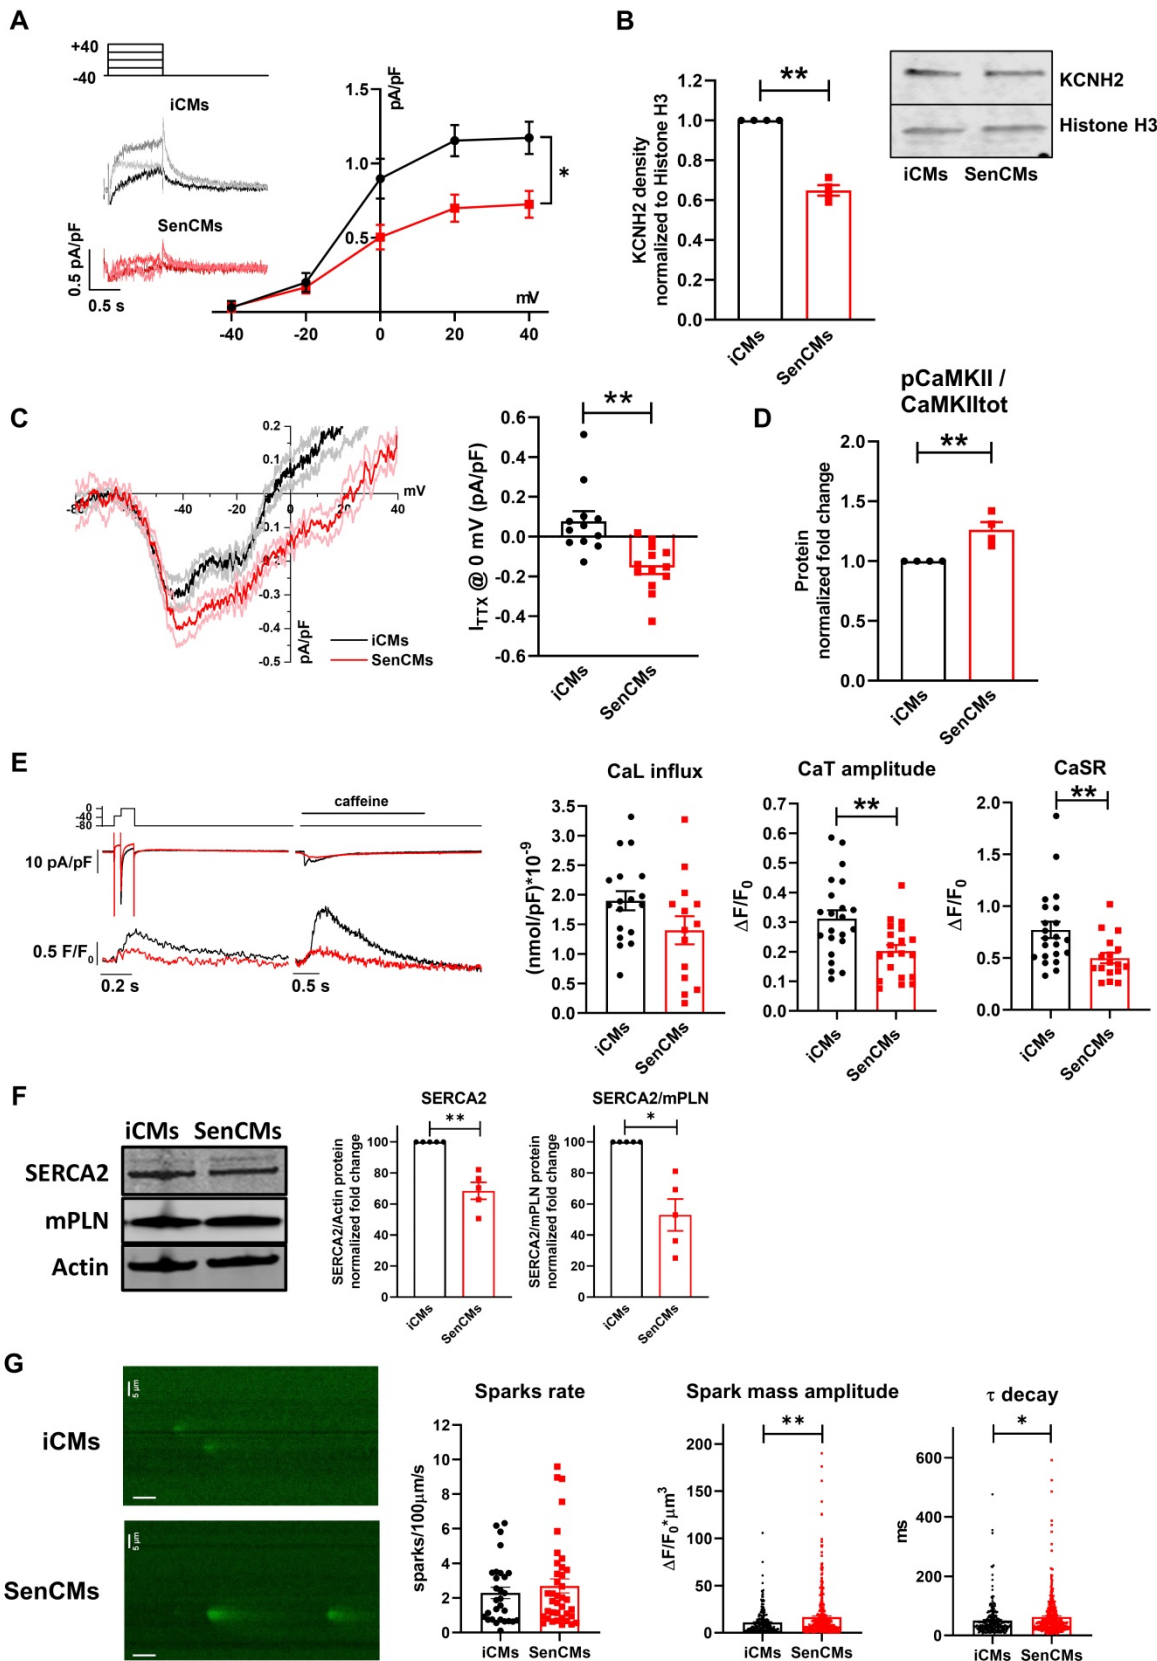 A
+40
-40
iCMs
SenCMs
0.5 pA/pF
0.5 s
pA/pF
1.5
1.0
0.5
*
mV
-40 -20 0 20 40
B
KCNH2 density
normalized to Histone H3
1.2
1.0
0.8
0.6
0.4
0.2
0.0
**
iCMs
SenCMs
KCNH2
Histone H3
iCMs SenCMs
C
0.2
0.1
mV
-80 -60 -40 -20 0 20 40
-0.1
-0.3
-0.4
-0.5
pA/pF
iCMs
SenCMs
**
I_TTX @ 0 mV (pA/pF)
0.6
0.4
0.2
0.0
-0.2
-0.4
-0.6
iCMs
SenCMs
D
pCaMKII /
CaMKIItot
**
Protein
normalized fold change
2.0
1.5
1.0
0.5
0.0
iCMs
SenCMs
E
0
-40
-80
caffeine
10 pA/pF
0.5 F/F₀
0.2 s
0.5 s
CaL influx
(nmol/pF)*10⁻⁹
3.5
3.0
2.5
2.0
1.5
1.0
0.5
0.0
iCMs
SenCMs
CaT amplitude
**
ΔF/F₀
0.7
0.6
0.5
0.4
0.3
0.2
0.1
0.0
iCMs
SenCMs
CaSR
**
ΔF/F₀
2.0
1.5
1.0
0.5
0.0
iCMs
SenCMs
F
iCMs SenCMs
SERCA2
mPLN
Actin
SERCA2
**
SERCA2/Actin protein
normalized fold change
100
80
60
40
20
0
iCMs
SenCMs
SERCA2/mPLN
*
SERCA2/mPLN protein
normalized fold change
100
80
60
40
20
0
iCMs
SenCMs
G
5 µm
iCMs
5 µm
SenCMs
Sparks rate
sparks/100µm/s
12
10
8
6
4
2
0
iCMs SenCMs
Spark mass amplitude
**
ΔF/F₀*µm³
200
150
100
50
0
iCMs SenCMs
τ decay
*
ms
600
400
200
0
iCMs SenCMs